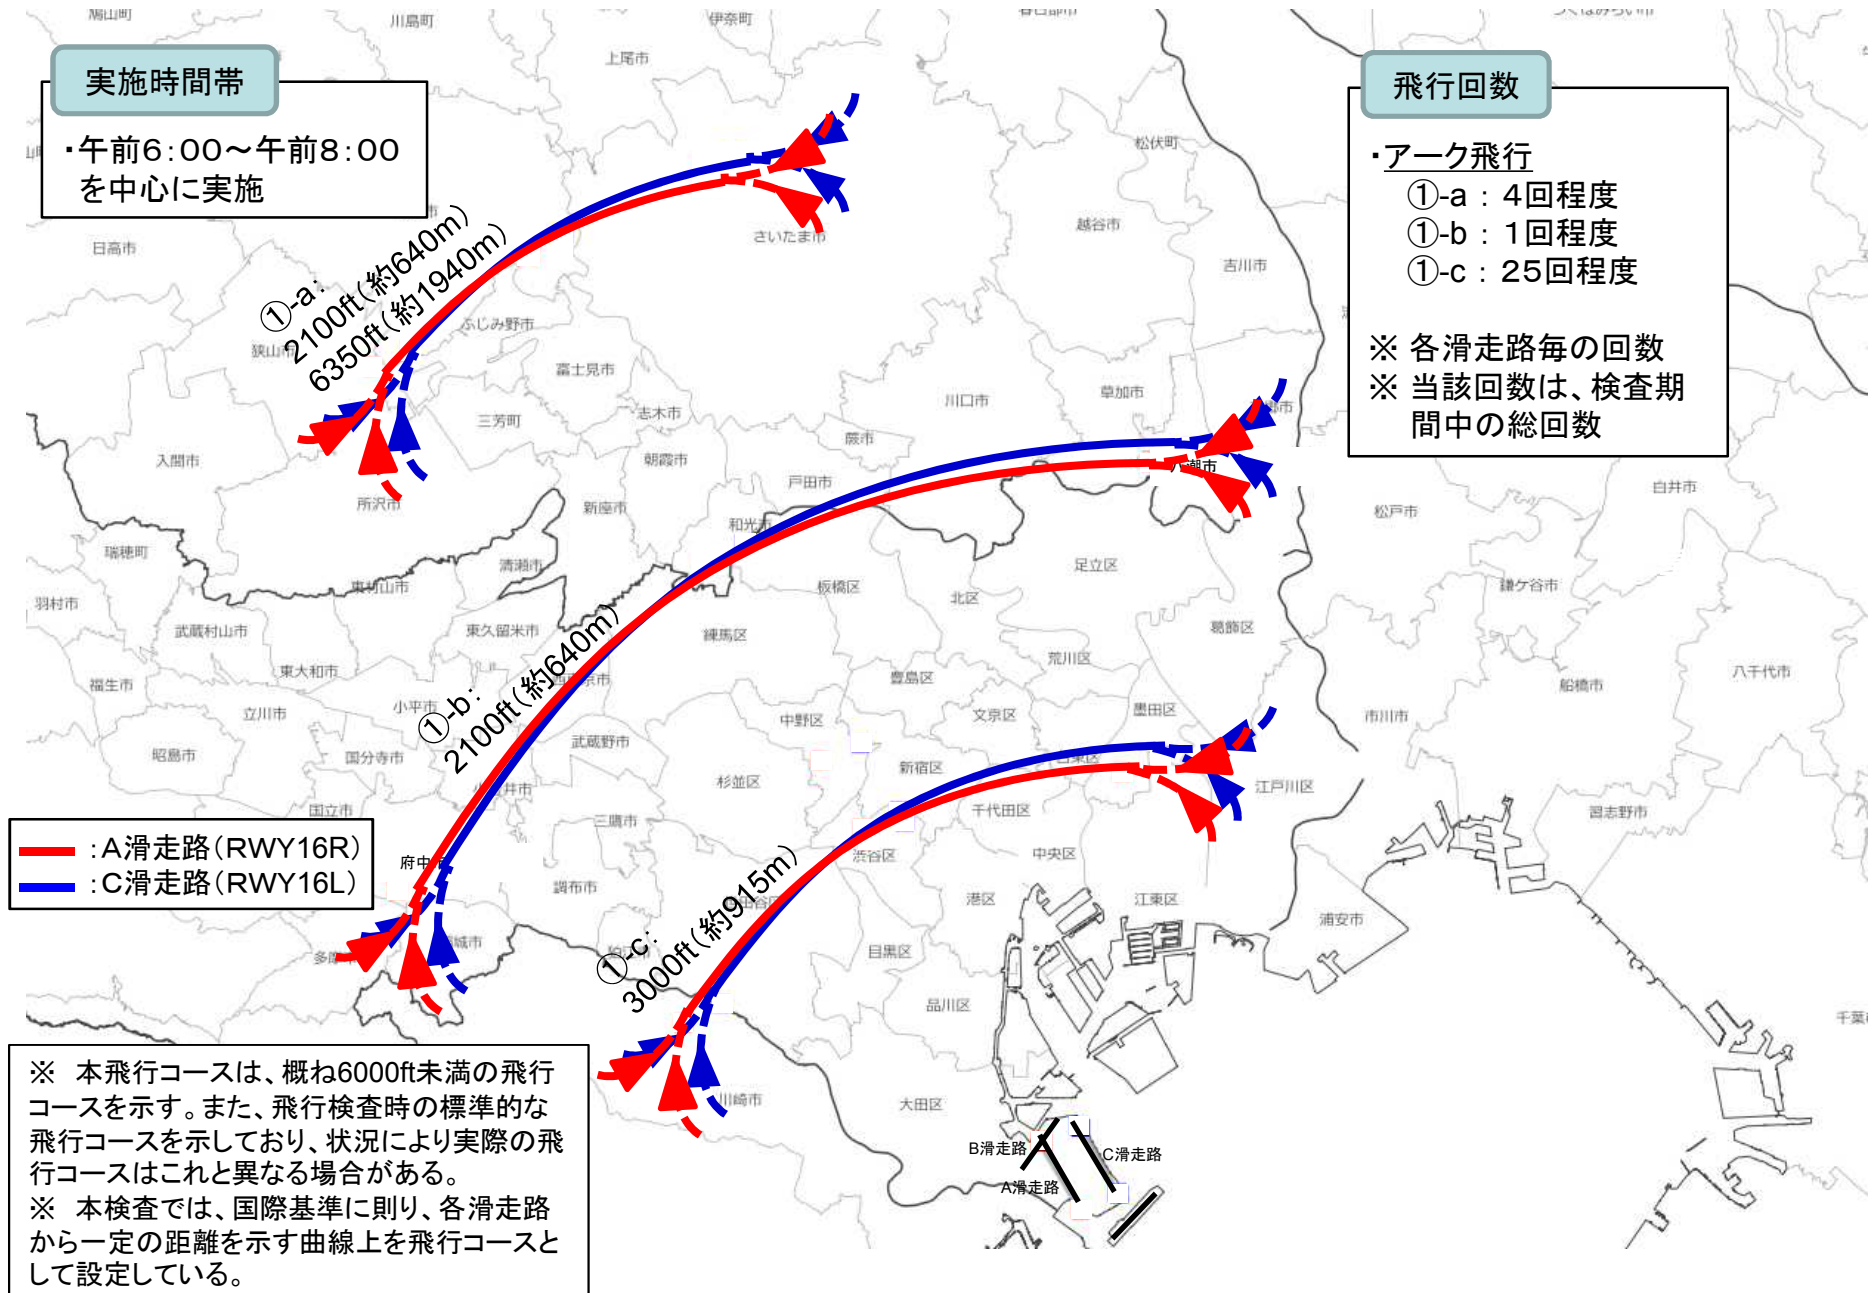 鳩山町
川島町
伊奈町
上尾市
実施時間帯
・午前6:00～午前8:00
を中心に実施
飛行回数
・アーク飛行
①-a : 4回程度
①-b : 1回程度
①-c : 25回程度
※ 各滑走路毎の回数
※ 当該回数は、検査期
間中の総回数
松伏町
日高市
さいたま市
越谷市
吉川市
①-a:
2100ft(約640m)
6350ft(約1940m)
ふじみ野市
狭山市
富士見市
三芳町
志木市
川口市
草加市
蕨市
入間市
朝霞市
戸田市
八潮市
所沢市
新座市
和光市
松戸市
白井市
瑞穂町
清瀬市
足立区
東村山市
板橋区
北区
鎌ケ谷市
羽村市
武蔵村山市
東久留米市
練馬区
葛飾区
東大和市
荒川区
福生市
豊島区
船橋市
八千代市
①-b:
2100ft(約640m)
立川市
小平市
中野区
文京区
墨田区
市川市
昭島市
国分寺市
武蔵野市
杉並区
新宿区
江戸川区
国立市
三鷹市
千代田区
習志野市
:A滑走路(RWY16R)
:C滑走路(RWY16L)
調布市
渋谷区
中央区
港区
江東区
浦安市
①-c:
3000ft(約915m)
目黒区
品川区
川崎市
大田区
B滑走路
C滑走路
A滑走路
※ 本飛行コースは、概ね6000ft未満の飛行
コースを示す。また、飛行検査時の標準的な
飛行コースを示しており、状況により実際の飛
行コースはこれと異なる場合がある。
※ 本検査では、国際基準に則り、各滑走路
から一定の距離を示す曲線上を飛行コースと
して設定している。